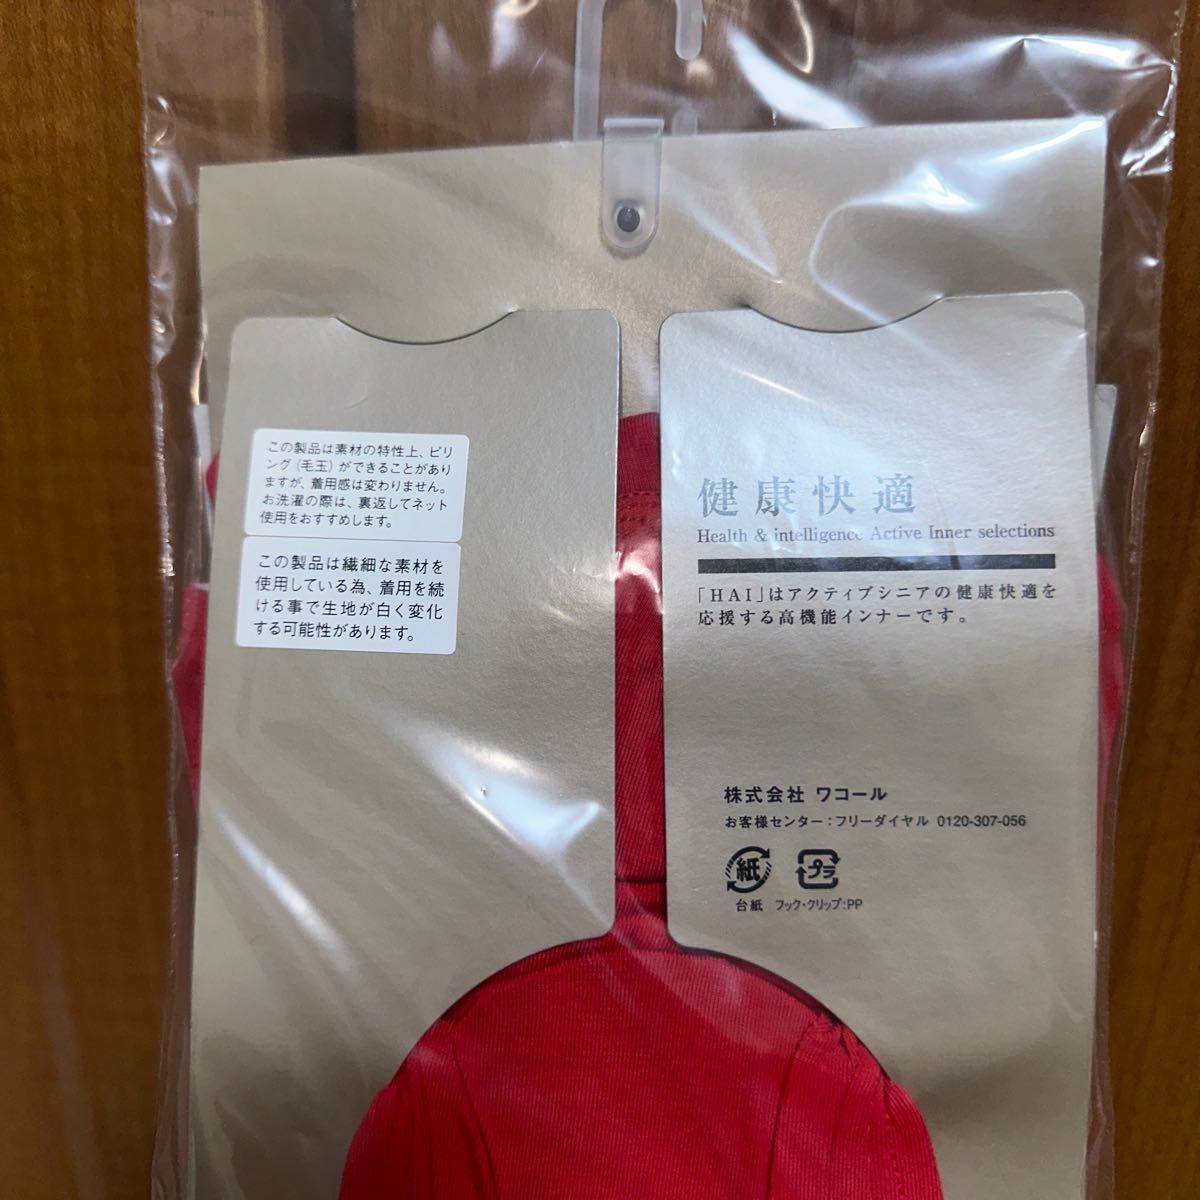 この製品は素材の特性上、ピリ
ング(毛玉)ができることがあり
ますが、着用感は変わりません。
お洗濯の際は、裏返してネット
使用をおすすめします。
この製品は繊細な素材を
使用している為、着用を続
ける事で生地が白く変化
する可能性があります。
健康快適
Health & intelligence Active Inner selections
「HAI」はアクティブシニアの健康快適を
応援する高機能インナーです。
株式会社 ワコール
お客様センター:フリーダイヤル 0120-307-056
紙 プラ
台紙 フック・クリップ:PP